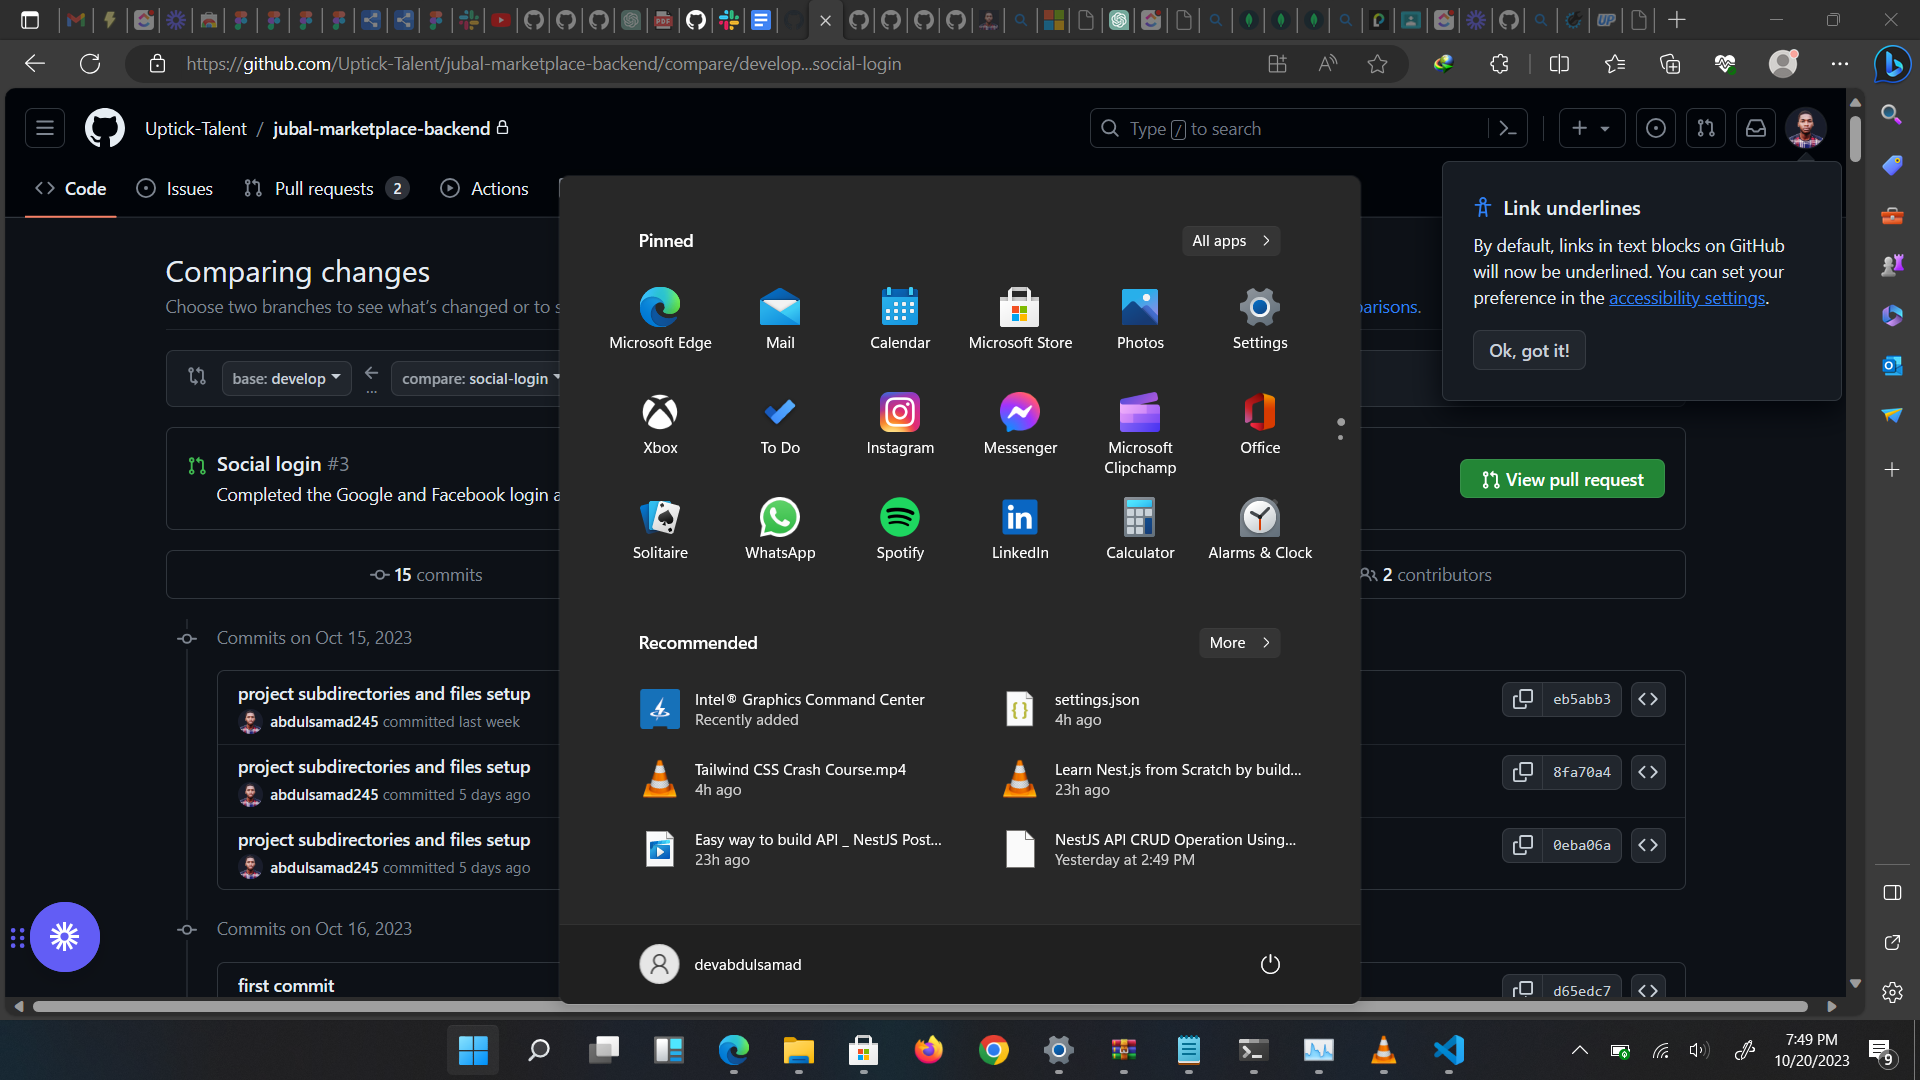 https://github.com/Uptick-Talent/jubal-marketplace-backend/compare/develop...social-login
Uptick-Talent / jubal-marketplace-backend
Type / to search
Code
Issues
Pull requests 2
Actions
Link underlines
By default, links in text blocks on GitHub
will now be underlined. You can set your
preference in the accessibility settings.
Ok, got it!
Comparing changes
Choose two branches to see what's changed or to s
parisons.
base: develop
...
compare: social-login
Social login #3
Completed the Google and Facebook login a
View pull request
15 commits
2 contributors
Commits on Oct 15, 2023
project subdirectories and files setup
abdulsamad245 committed last week
eb5abb3
project subdirectories and files setup
abdulsamad245 committed 5 days ago
8fa70a4
project subdirectories and files setup
abdulsamad245 committed 5 days ago
0eba06a
Commits on Oct 16, 2023
first commit
d65edc7
Pinned
All apps
Microsoft Edge
Mail
Calendar
Microsoft Store
Photos
Settings
Xbox
To Do
Instagram
Messenger
Microsoft
Clipchamp
Office
Solitaire
WhatsApp
Spotify
LinkedIn
Calculator
Alarms & Clock
Recommended
More
Intel® Graphics Command Center
Recently added
settings.json
4h ago
Tailwind CSS Crash Course.mp4
4h ago
Learn Nest.js from Scratch by build...
23h ago
Easy way to build API _ NestJS Post...
23h ago
NestJS API CRUD Operation Using...
Yesterday at 2:49 PM
devabdulsamad
7:49 PM
10/20/2023
9